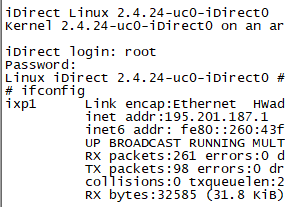 iDirect Linux 2.4.24-uc0-iDirect0
Kernel 2.4.24-uc0-iDirect0 on an ar
iDirect login: root
Password:
Linux iDirect 2.4.24-uc0-iDirect0 #
# ifconfig
ixp1 Link encap:Ethernet HWad
inet addr:195.201.187.1
inet6 addr: fe80::260:43f
UP BROADCAST RUNNING MULT
RX packets:261 errors:0 d
TX packets:98 errors:0 dr
collisions:0 txqueuelen:2
RX bytes:32585 (31.8 KiB)